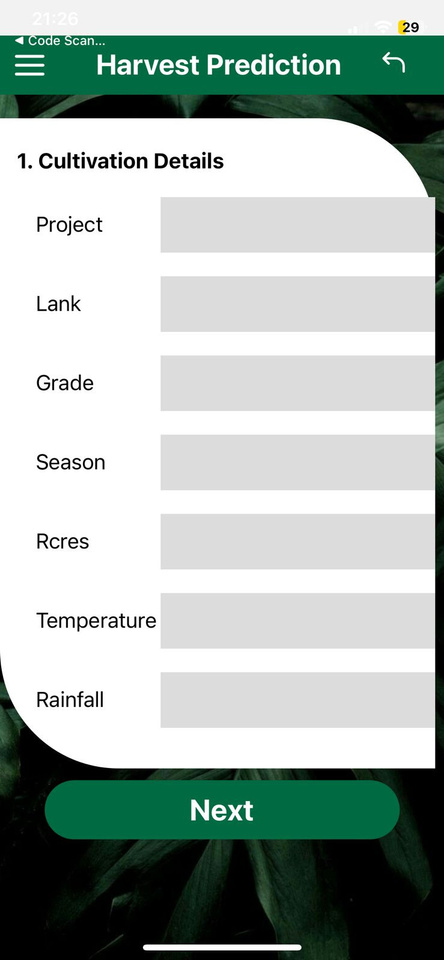 21:26
29
◀ Code Scan...
Harvest Prediction
1. Cultivation Details
Project
Lank
Grade
Season
Rcres
Temperature
Rainfall
Next